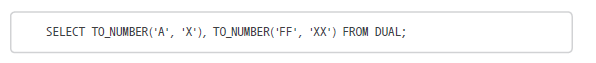 SELECT TO_NUMBER('A', 'X'), TO_NUMBER('FF', 'XX') FROM DUAL;